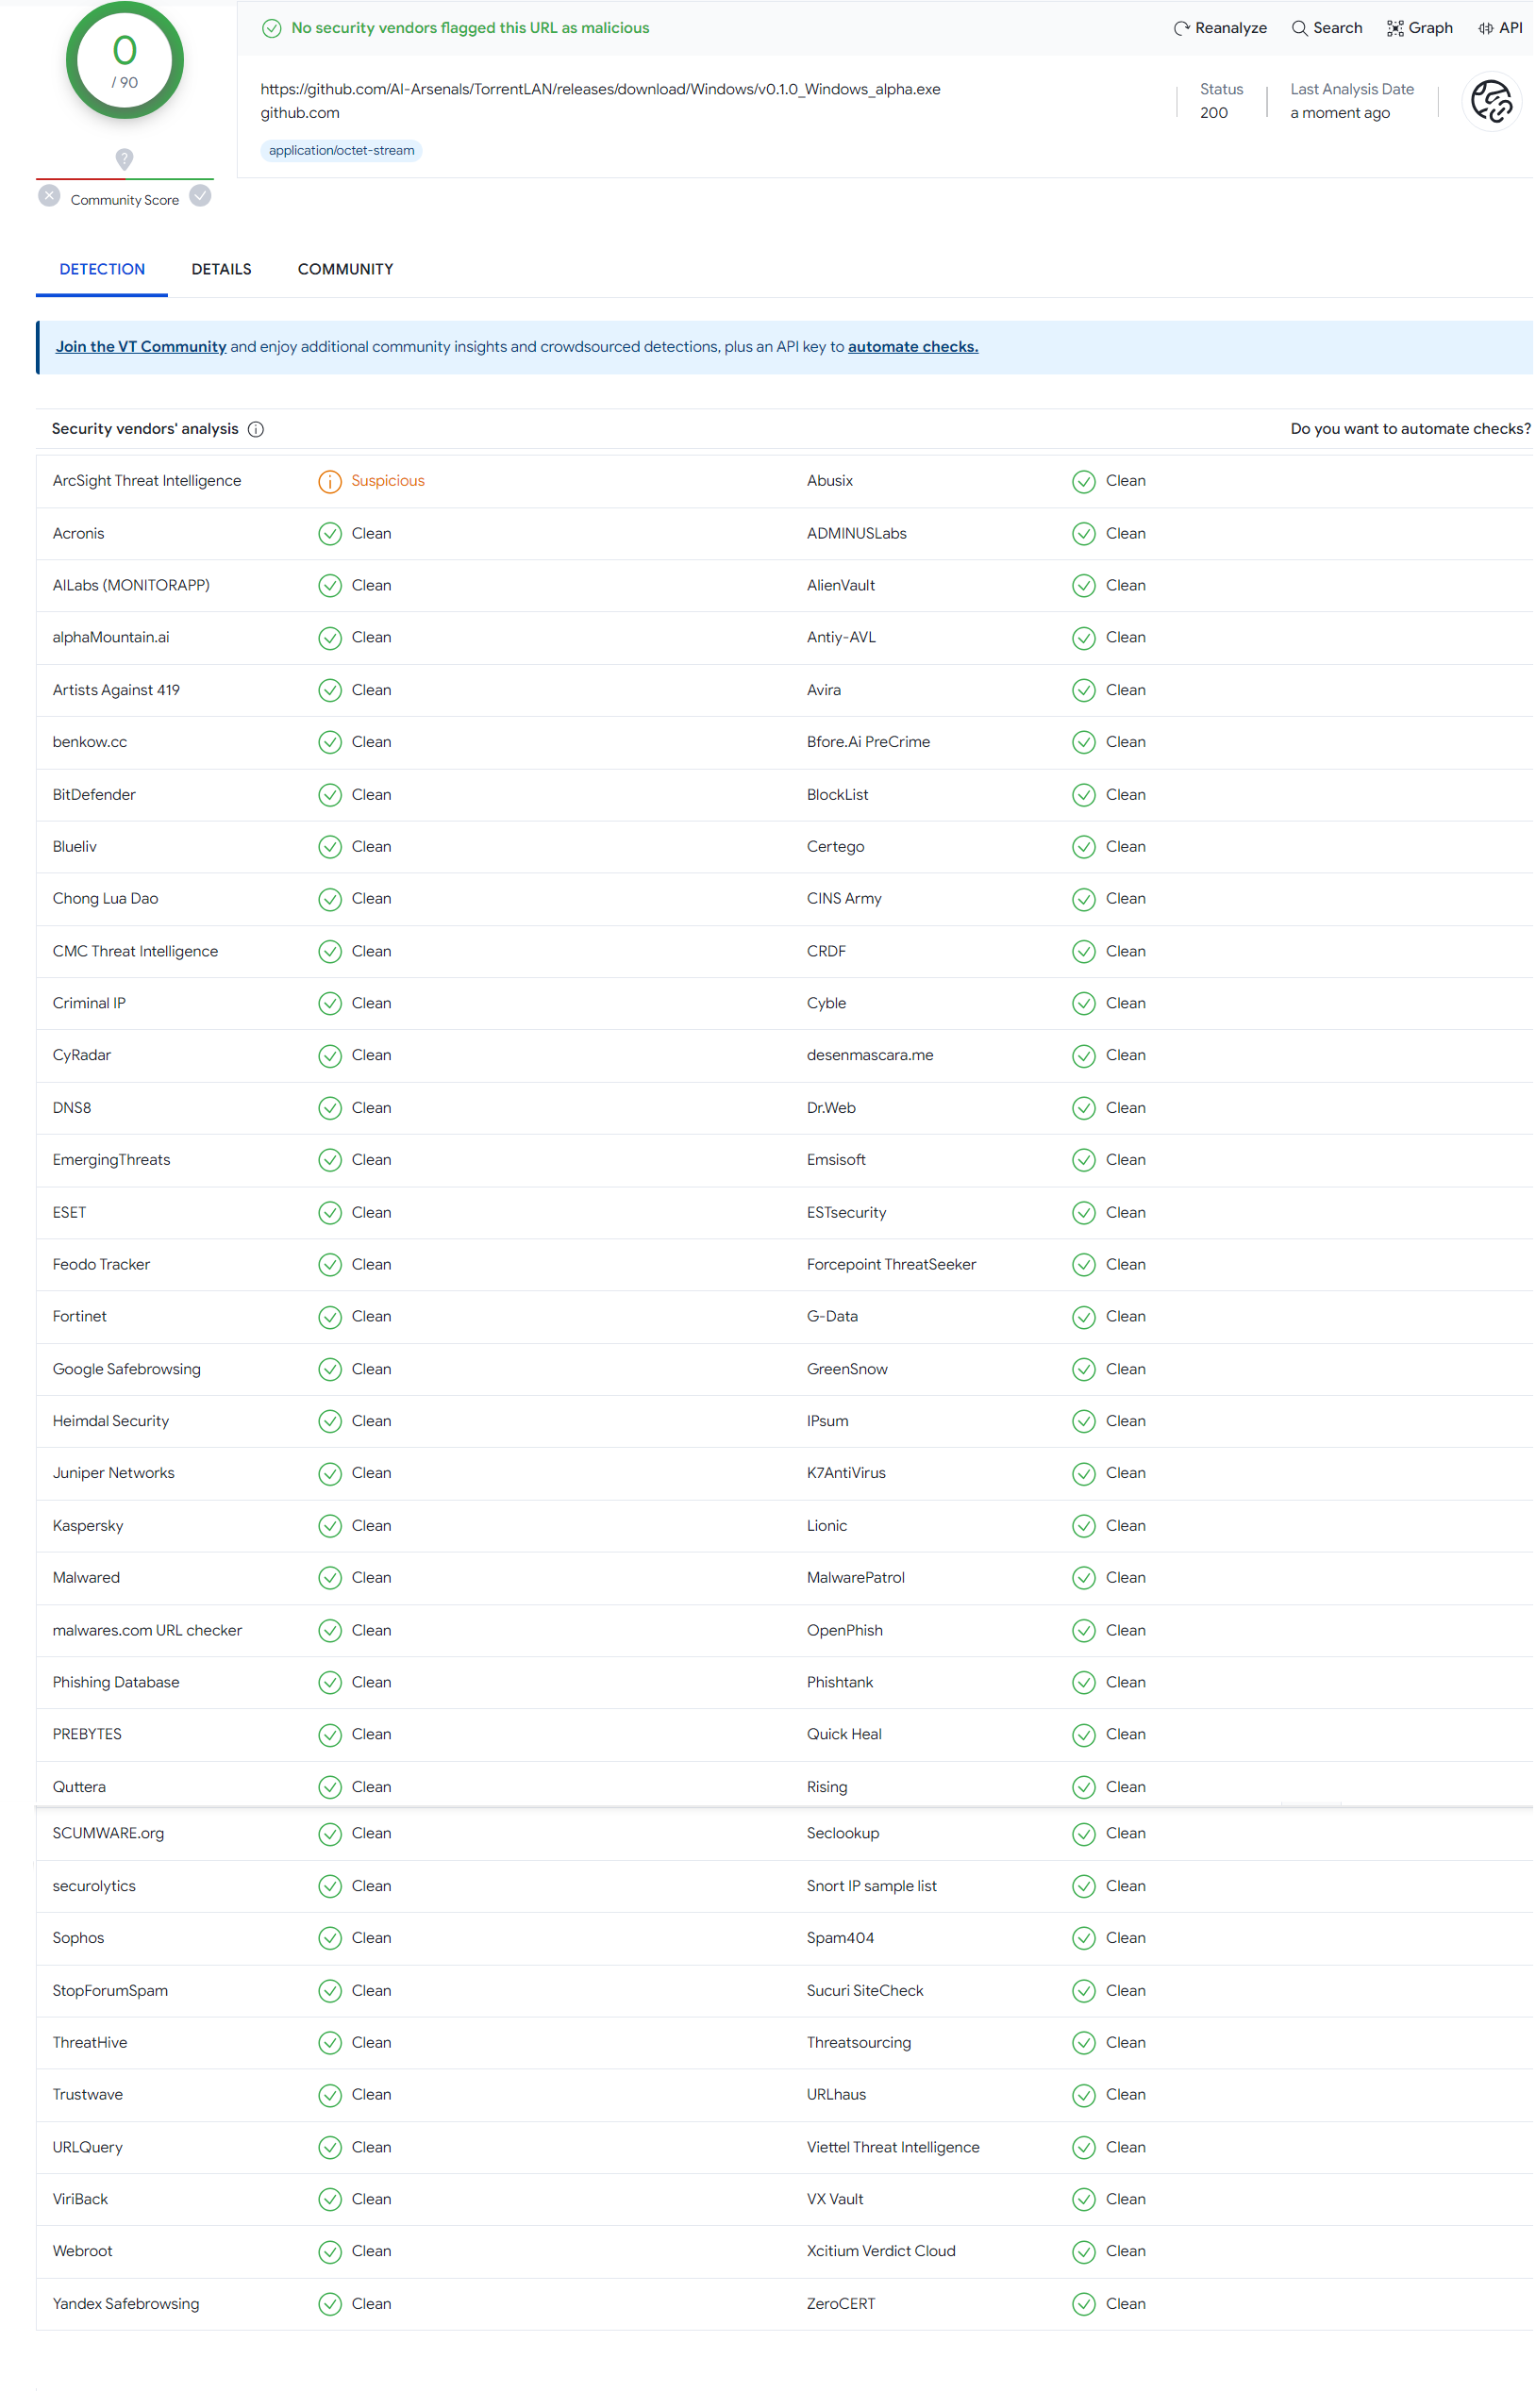 0
/ 90
Community Score
No security vendors flagged this URL as malicious
Reanalyze Search Graph API
https://github.com/AI-Arsenals/TorrentLAN/releases/download/Windows/v0.1.0_Windows_alpha.exe
github.com
Status
200
Last Analysis Date
a moment ago
application/octet-stream
DETECTION DETAILS COMMUNITY
Join the VT Community and enjoy additional community insights and crowdsourced detections, plus an API key to automate checks.
Security vendors' analysis Do you want to automate checks?
ArcSight Threat Intelligence Suspicious Abusix Clean
Acronis Clean ADMINUSLabs Clean
AILabs (MONITORAPP) Clean AlienVault Clean
alphaMountain.ai Clean Antiy-AVL Clean
Artists Against 419 Clean Avira Clean
benkow.cc Clean Bfore.Ai PreCrime Clean
BitDefender Clean BlockList Clean
Blueliv Clean Certego Clean
Chong Lua Dao Clean CINS Army Clean
CMC Threat Intelligence Clean CRDF Clean
Criminal IP Clean Cyble Clean
CyRadar Clean desenmascara.me Clean
DNS8 Clean Dr.Web Clean
EmergingThreats Clean Emsisoft Clean
ESET Clean ESTsecurity Clean
Feodo Tracker Clean Forcepoint ThreatSeeker Clean
Fortinet Clean G-Data Clean
Google Safebrowsing Clean GreenSnow Clean
Heimdal Security Clean IPsum Clean
Juniper Networks Clean K7AntiVirus Clean
Kaspersky Clean Lionic Clean
Malwared Clean MalwarePatrol Clean
malwares.com URL checker Clean OpenPhish Clean
Phishing Database Clean Phishtank Clean
PREBYTES Clean Quick Heal Clean
Quttera Clean Rising Clean
SCUMWARE.org Clean Seclookup Clean
securolytics Clean Snort IP sample list Clean
Sophos Clean Spam404 Clean
StopForumSpam Clean Sucuri SiteCheck Clean
ThreatHive Clean Threatsourcing Clean
Trustwave Clean URLhaus Clean
URLQuery Clean Viettel Threat Intelligence Clean
ViriBack Clean VX Vault Clean
Webroot Clean Xcitium Verdict Cloud Clean
Yandex Safebrowsing Clean ZeroCERT Clean